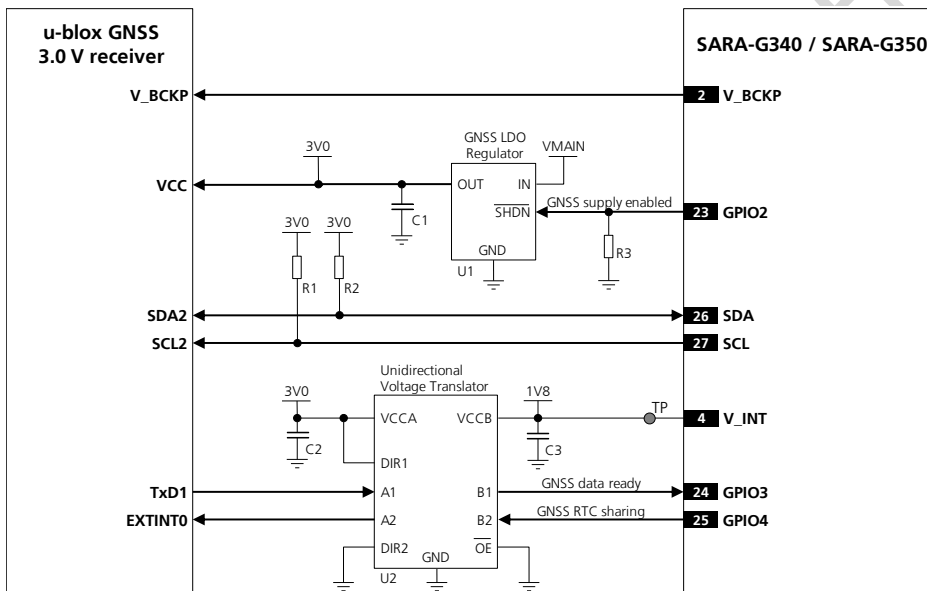 u-blox GNSS
3.0 V receiver
SARA-G340 / SARA-G350
V_BCKP
2 V_BCKP
GNSS LDO
Regulator
VMAIN
3V0
VCC
OUT
IN
C1
SHDN
GNSS supply enabled
23 GPIO2
3V0
3V0
GND
U1
R3
R1
R2
SDA2
26 SDA
SCL2
27 SCL
Unidirectional
Voltage Translator
3V0
1V8
TP
VCCA
VCCB
4 V_INT
C2
C3
DIR1
TxD1
A1
B1
GNSS data ready
24 GPIO3
EXTINT0
A2
B2
GNSS RTC sharing
25 GPIO4
DIR2
GND
OE
U2